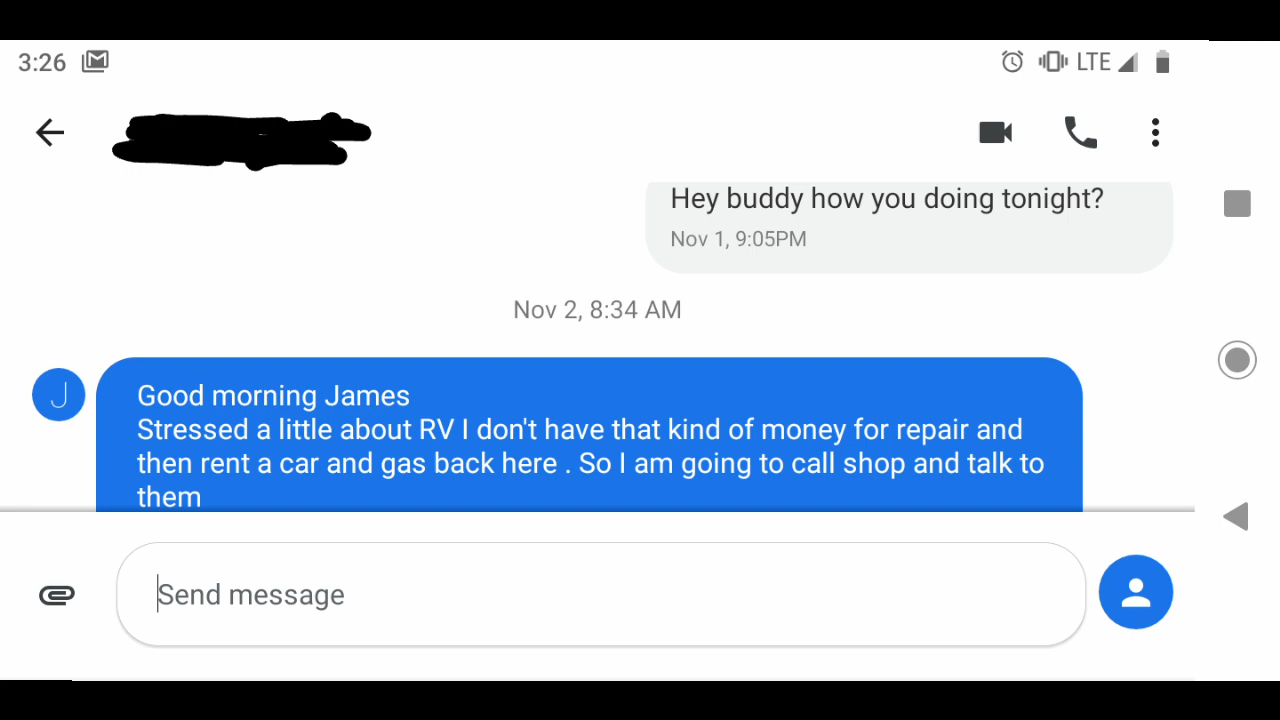 3:26
LTE
Hey buddy how you doing tonight?
Nov 1, 9:05PM
Nov 2, 8:34 AM
J
Good morning James
Stressed a little about RV I don't have that kind of money for repair and
then rent a car and gas back here . So I am going to call shop and talk to
them
Send message